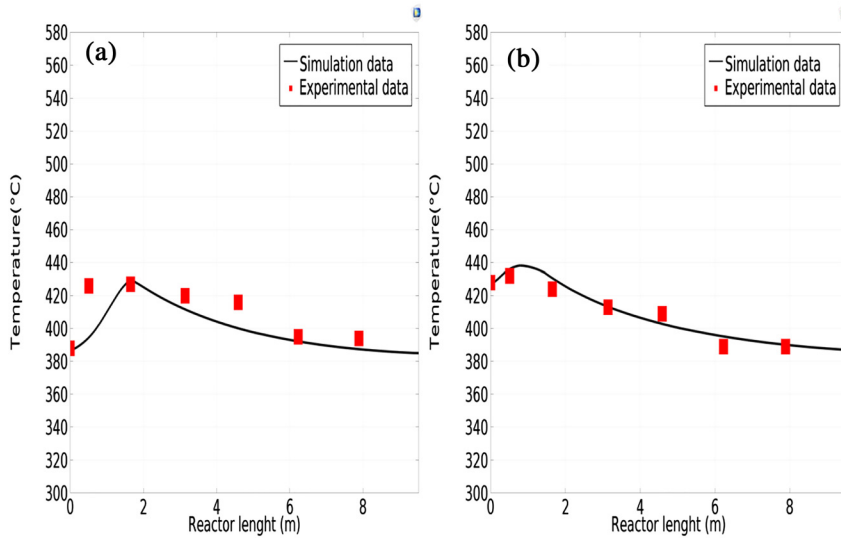 (a)
Simulation data
Experimental data
580
560
540
520
500
480
460
440
420
400
380
360
340
320
300
Temperature(°C)
0 2 4 6 8
Reactor lenght (m)
(b)
Simulation data
Experimental data
580
560
540
520
500
480
460
440
420
400
380
360
340
320
300
Temperature(°C)
0 2 4 6 8
Reactor lenght (m)